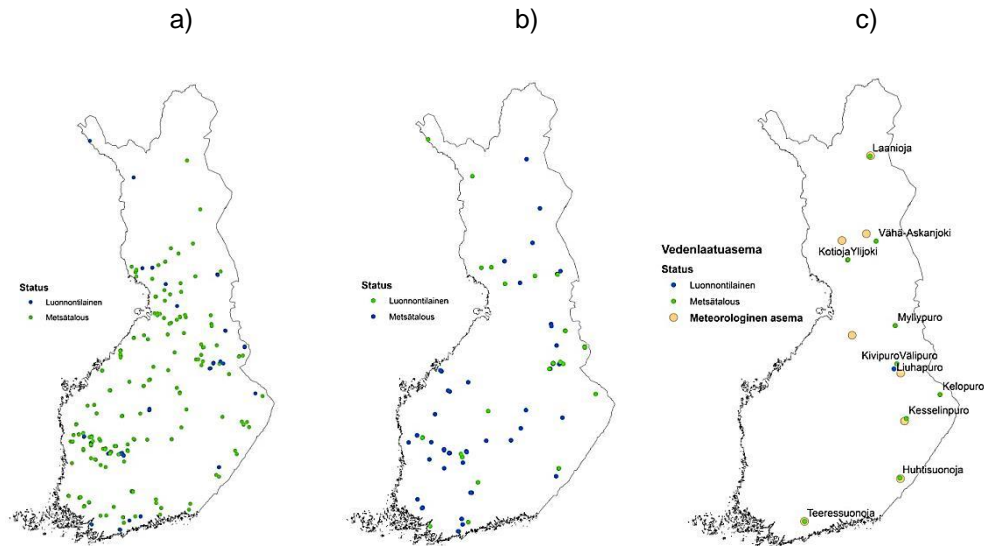 a)
b)
c)
Status
Luonnontilainen
Metsätalous
Status
Luonnontilainen
Metsätalous
Vedenlaatuasema
Status
Luonnontilainen
Metsätalous
Meteorologinen asema
Laanioja
Vähä-Askanjoki
KotiojaYlijoki
Myllypuro
KivipuroVälipuro
Liuhapuro
Kelopuro
Kesselinpuro
Huhtisuonoja
Teeressuonoja